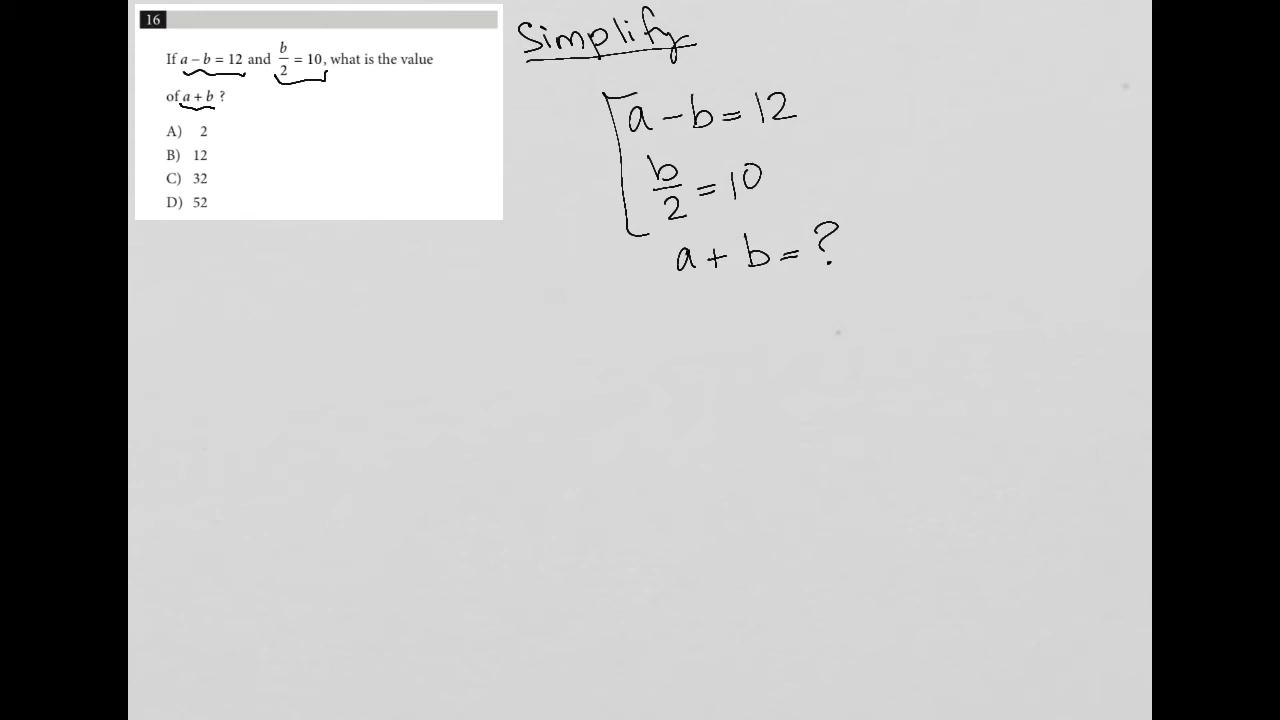 16
If a − b = 12 and b/2 = 10, what is the value
of a + b ?
A) 2
B) 12
C) 32
D) 52
Simplify
a − b = 12
b/2 = 10
a + b = ?